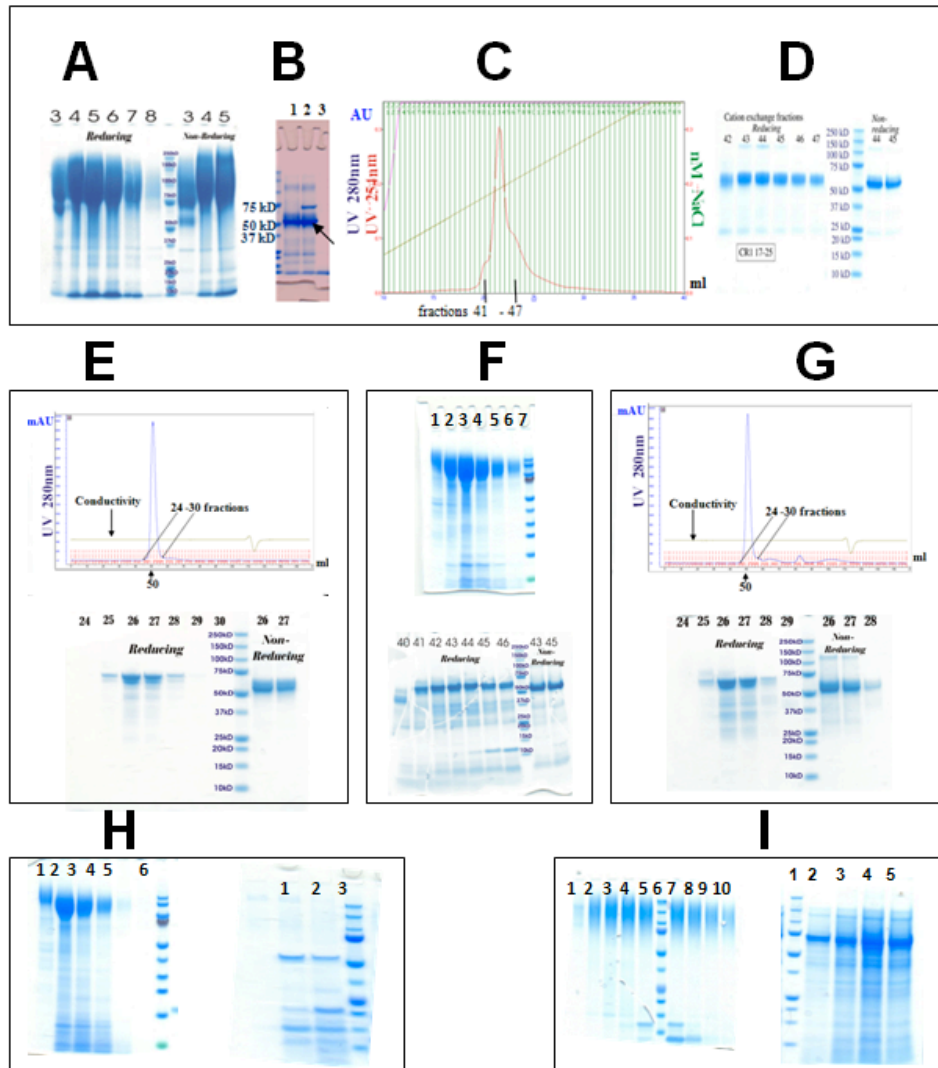 A
B
C
D
3 4 5 6 7 8
3 4 5
Reducing
Non-Reducing
1 2 3
75 kD
50 kD
37 kD
AU
UV 280nm
UV 254nm
nM NaCl
ml
fractions 41 - 47
Cation exchange fractions
Reducing
42 43 44 45 46 47
Non-
reducing
44 45
250 kD
150 kD
100 kD
75 kD
50 kD
37 kD
25 kD
20 kD
15 kD
10 kD
CR1 17-25
E
F
G
mAU
UV 280nm
Conductivity
24 -30 fractions
ml
50
24 25 26 27 28 29 30
Reducing
26 27
Non-
Reducing
250kD
150kD
100kD
75kD
50kD
37kD
25kD
20kD
15kD
10kD
1 2 3 4 5 6 7
40 41 42 43 44 45 46
Reducing
43 45
Non-
Reducing
mAU
UV 280nm
Conductivity
24 -30 fractions
ml
50
24 25 26 27 28 29
Reducing
26 27 28
Non-
Reducing
250kD
150kD
100kD
75kD
50kD
37kD
25kD
20kD
15kD
10kD
H
I
1 2 3 4 5 6
1 2 3
1 2 3 4 5 6 7 8 9 10
1 2 3 4 5